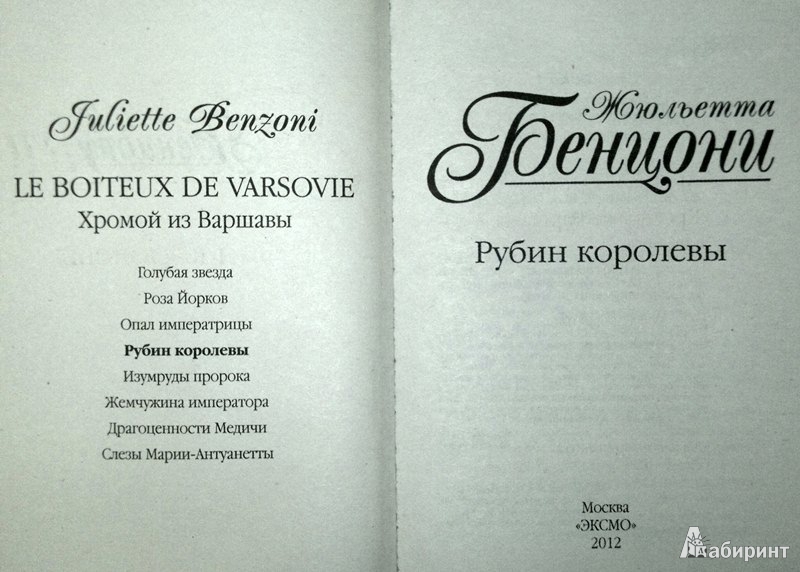 Juliette Benzoni
LE BOITEUX DE VARSOVIE
Хромой из Варшавы
Голубая звезда
Роза Йорков
Опал императрицы
Рубин королевы
Изумруды пророка
Жемчужина императора
Драгоценности Медичи
Слезы Марии-Антуанетты
Жюльетта
Бенцони
Рубин королевы
Москва
«ЭКСМО»
2012
Лабиринт